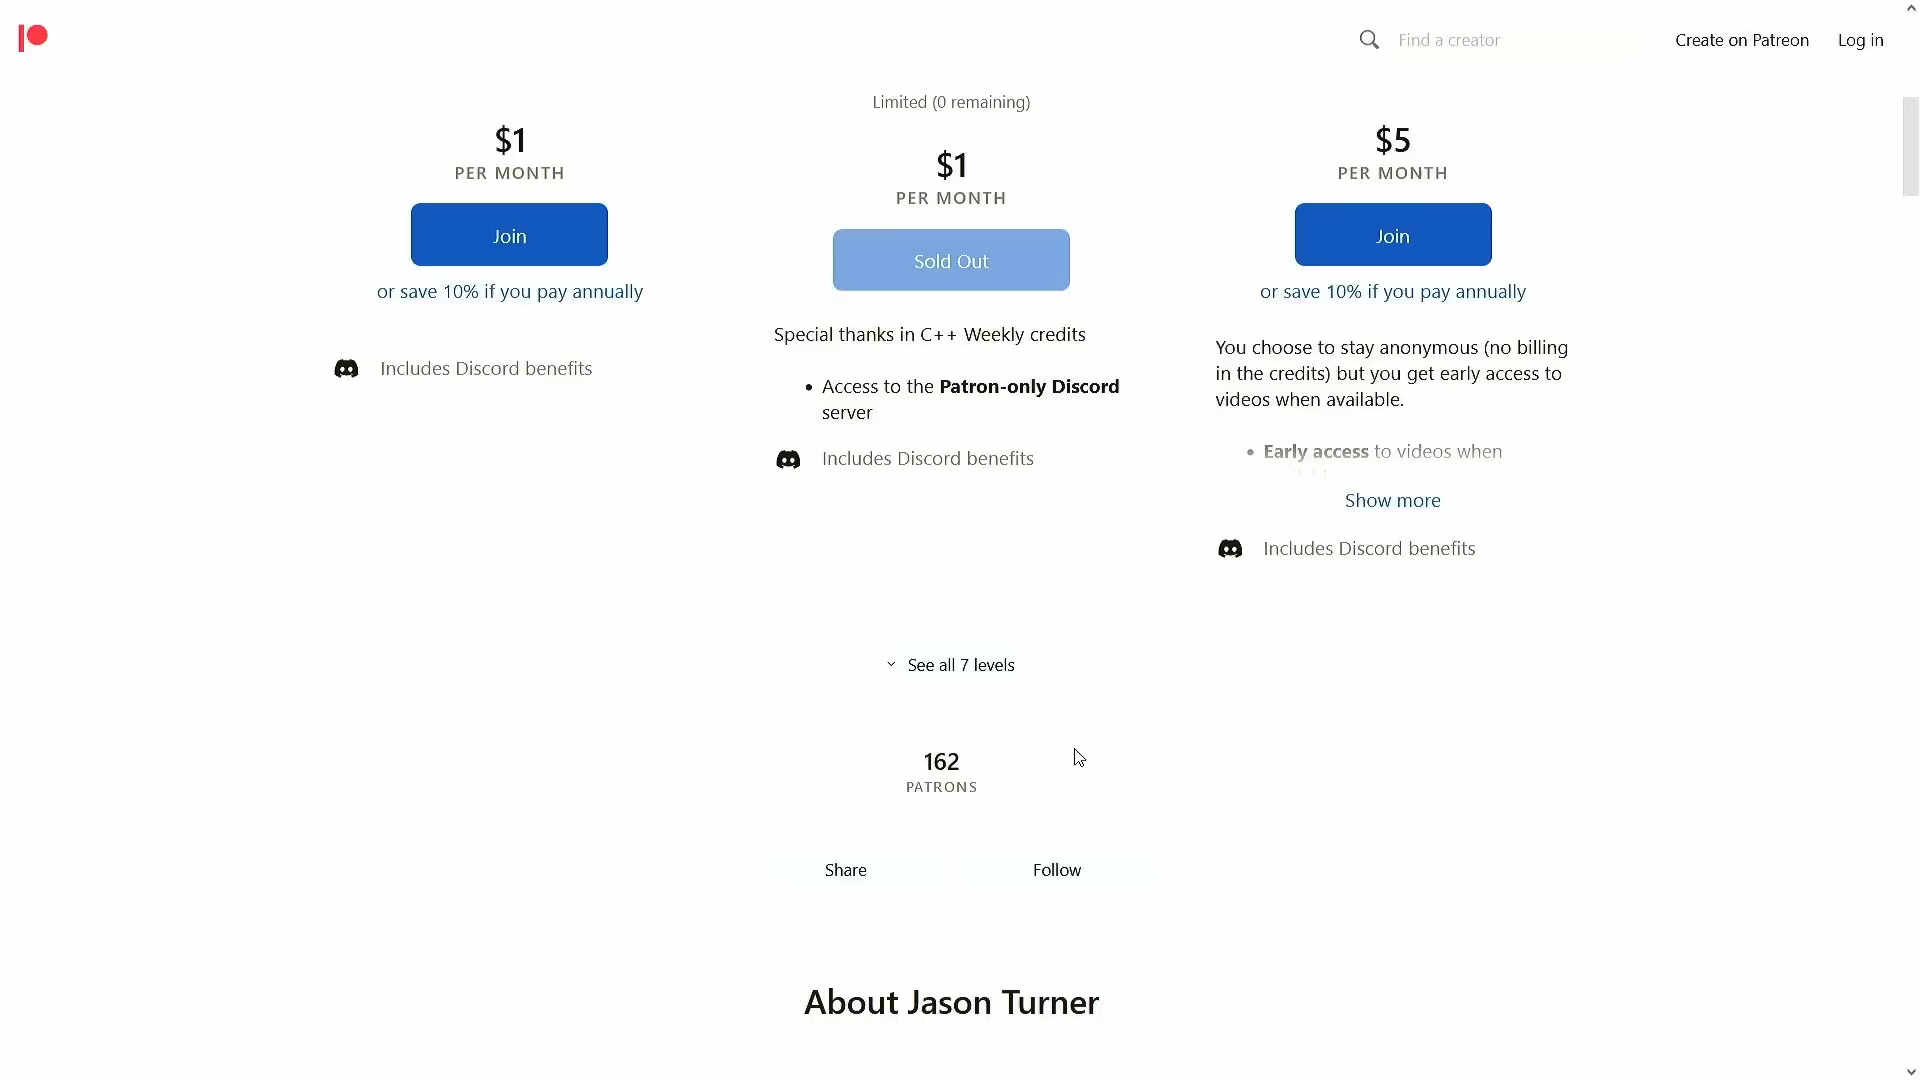 Find a creator
Create on Patreon
Log in
$1
PER MONTH
Join
or save 10% if you pay annually
Includes Discord benefits
Limited (0 remaining)
$1
PER MONTH
Sold Out
Special thanks in C++ Weekly credits
• Access to the Patron-only Discord
server
Includes Discord benefits
$5
PER MONTH
Join
or save 10% if you pay annually
You choose to stay anonymous (no billing
in the credits) but you get early access to
videos when available.
• Early access to videos when
Show more
Includes Discord benefits
See all 7 levels
162
PATRONS
Share
Follow
About Jason Turner